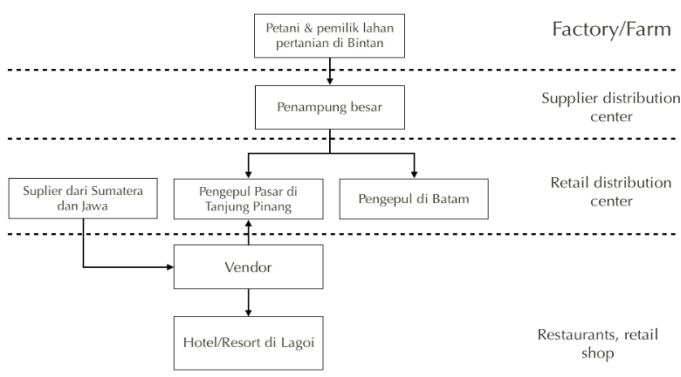 Petani & pemilik lahan
pertanian di Bintan
Factory/Farm
Penampung besar
Supplier distribution
center
Suplier dari Sumatera
dan Jawa
Pengepul Pasar di
Tanjung Pinang
Pengepul di Batam
Retail distribution
center
Vendor
Hotel/Resort di Lagoi
Restaurants, retail
shop